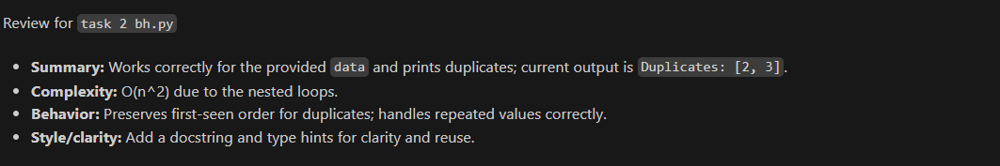 Review for task 2 bh.py
• Summary: Works correctly for the provided data and prints duplicates; current output is Duplicates: [2, 3].
• Complexity: O(n^2) due to the nested loops.
• Behavior: Preserves first-seen order for duplicates; handles repeated values correctly.
• Style/clarity: Add a docstring and type hints for clarity and reuse.